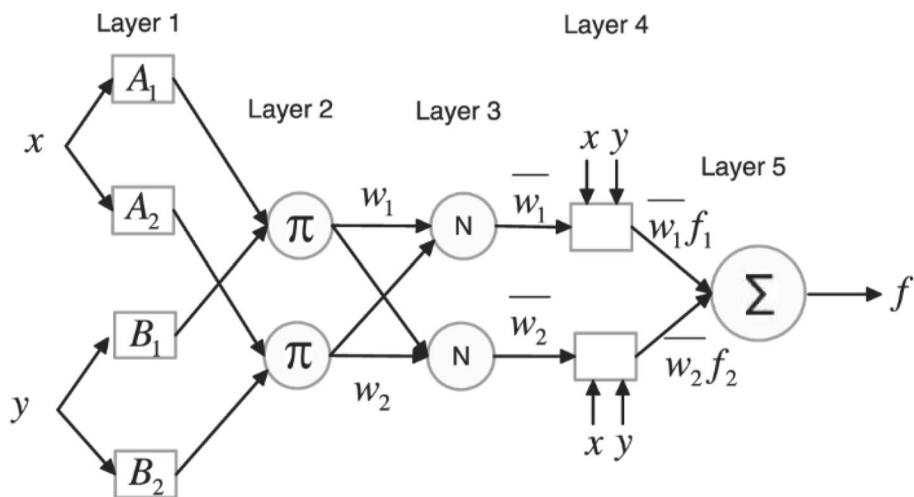 Layer 1
Layer 4
A₁
Layer 2
Layer 3
x
x y
Layer 5
A₂
w₁
w̅₁
w̅₁f₁
π
N
Σ
f
B₁
w̅₂
π
N
w̅₂f₂
y
w₂
x y
B₂